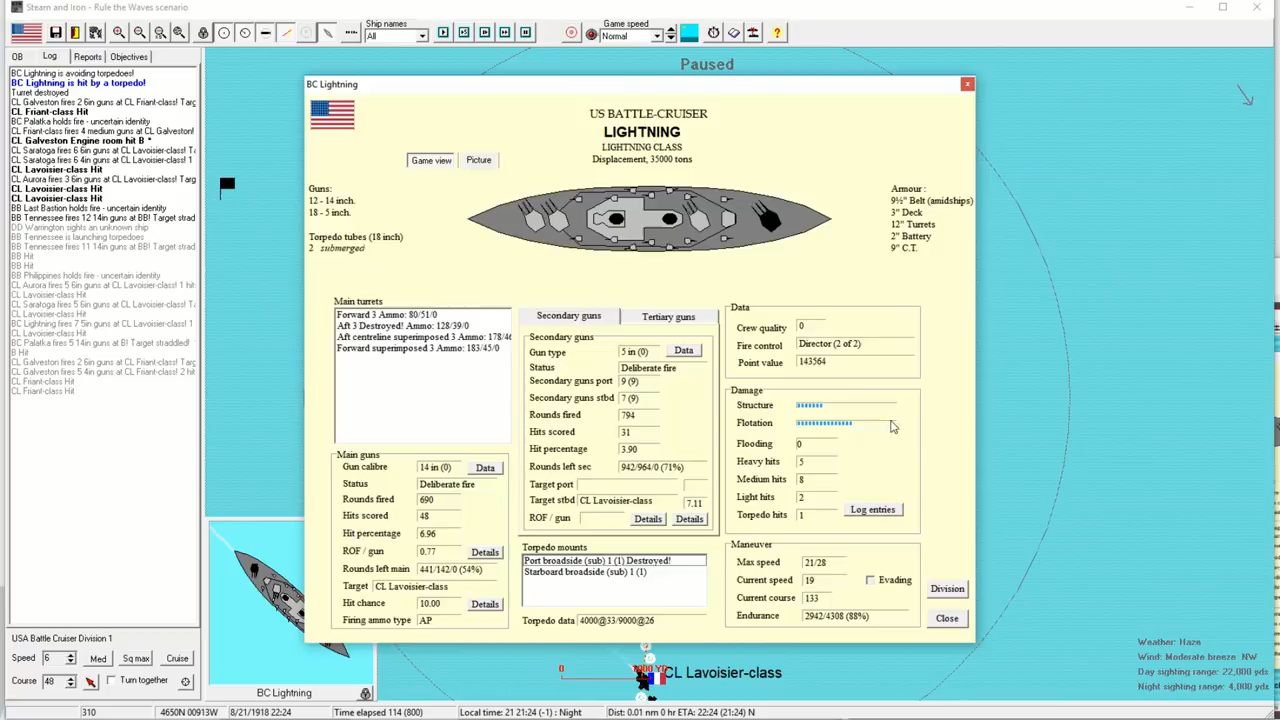 Steam and Iron - Rule the Waves scenario
Ship names
All
Game speed
Normal
OB
Log
Reports
Objectives
BC Lightning is avoiding torpedoes!
BC Lightning is hit by a torpedo!
Turret destroyed
CL Galveston fires 2 6in guns at CL Friant-class! Targ
CL Friant-class Hit
BC Palatka holds fire - uncertain identity
CL Friant-class fires 4 medium guns at CL Galveston!
CL Galveston Engine room hit B *
CL Saratoga fires 6 6in guns at CL Lavoisier-class! Targ
CL Saratoga fires 6 4in guns at CL Lavoisier-class! 1
CL Lavoisier-class Hit
CL Aurora fires 3 6in guns at CL Lavoisier-class! Targ
CL Lavoisier-class Hit
CL Lavoisier-class Hit
BB Last Bastion holds fire - uncertain identity
BB Tennessee fires 12 14in guns at BB! Target strad
DD Warrington sights an unknown ship
BB Tennessee is launching torpedoes
BB Tennessee fires 11 14in guns at BB! Target strad
BB Hit
BB Hit
BB Philippines holds fire - uncertain identity
CL Aurora fires 5 6in guns at CL Lavoisier-class! 1 hit
CL Lavoisier-class Hit
CL Saratoga fires 5 6in guns at CL Lavoisier-class! Targ
CL Lavoisier-class Hit
BC Lightning fires 7 5in guns at CL Lavoisier-class! 1
CL Lavoisier-class Hit
BC Palatka fires 5 14in guns at B! Target straddled!
B Hit
CL Galveston fires 2 6in guns at CL Friant-class! Targ
CL Galveston fires 5 4in guns at CL Friant-class! 2 hit
CL Friant-class Hit
CL Friant-class Hit
Paused
BC Lightning
US BATTLE-CRUISER
LIGHTNING
LIGHTNING CLASS
Displacement, 35000 tons
Game view
Picture
Guns:
12 - 14 inch.
18 - 5 inch.
Torpedo tubes (18 inch)
2 submerged
Armour :
9½" Belt (amidships)
3" Deck
12" Turrets
2" Battery
9" C.T.
Main turrets
Forward 3 Ammo: 80/51/0
Aft 3 Destroyed! Ammo: 128/39/0
Aft centreline superimposed 3 Ammo: 178/4
Forward superimposed 3 Ammo: 183/45/0
Main guns
Gun calibre 14 in (0) Data
Status Deliberate fire
Rounds fired 690
Hits scored 48
Hit percentage 6.96
ROF / gun 0.77 Details
Rounds left main 441/142/0 (54%)
Target CL Lavoisier-class
Hit chance 10.00 Details
Firing ammo type AP
Secondary guns
Tertiary guns
Secondary guns
Gun type 5 in (0) Data
Status Deliberate fire
Secondary guns port 9 (9)
Secondary guns stbd 7 (9)
Rounds fired 794
Hits scored 31
Hit percentage 3.90
Rounds left sec 942/964/0 (71%)
Target port
Target stbd CL Lavoisier-class 7.11
ROF / gun Details Details
Torpedo mounts
Port broadside (sub) 1 (1) Destroyed!
Starboard broadside (sub) 1 (1)
Torpedo data 4000@33/9000@26
Data
Crew quality 0
Fire control Director (2 of 2)
Point value 143564
Damage
Structure
Flotation
Flooding 0
Heavy hits 5
Medium hits 8
Light hits 2
Torpedo hits 1
Log entries
Maneuver
Max speed 21/28
Current speed 19
Evading
Current course 133
Endurance 2942/4308 (88%)
Division
Close
USA Battle Cruiser Division 1
Speed 6 Med Sq max Cruise
Course 48 Turn together
BC Lightning
0 7000 YD
CL Lavoisier-class
Weather: Haze
Wind: Moderate breeze NW
Day sighting range: 22,000 yds
Night sighting range: 4,000 yds
310
4650N 00913W
8/21/1918 22:24
Time elapsed 114 (800)
Local time: 21 21:24 (-1) : Night
Dist: 0.01 nm 0 hr ETA: 22:24 (21:24) N